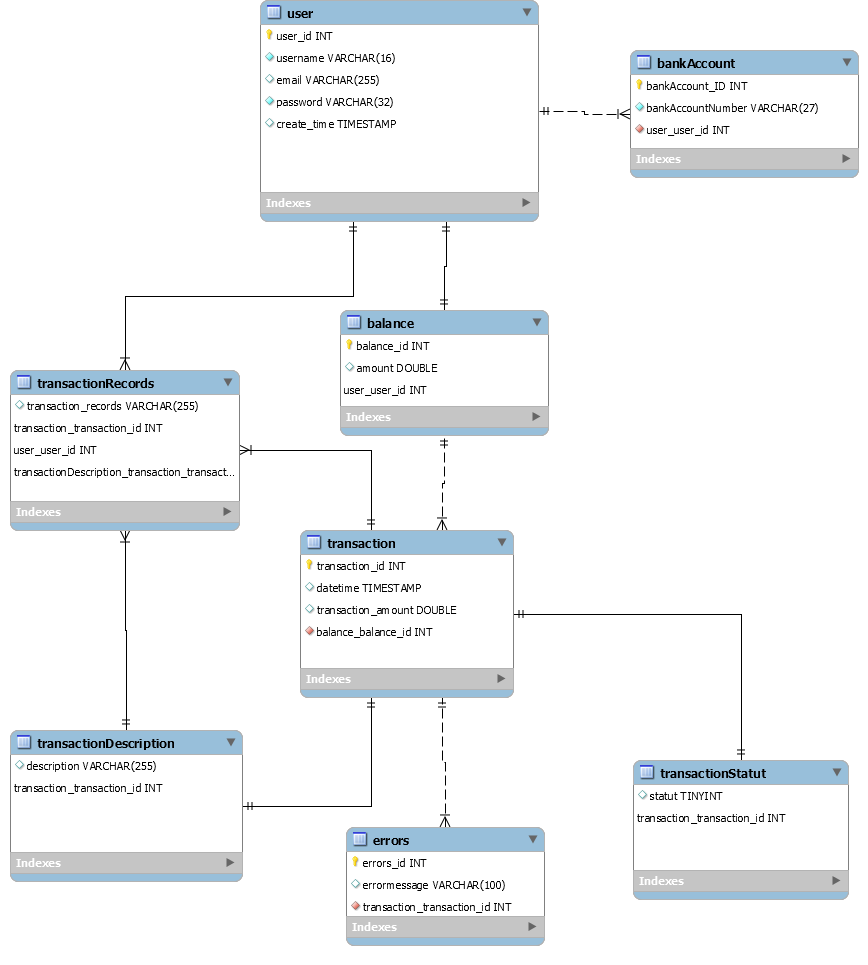 user
user_id INT
username VARCHAR(16)
email VARCHAR(255)
password VARCHAR(32)
create_time TIMESTAMP
Indexes
bankAccount
bankAccount_ID INT
bankAccountNumber VARCHAR(27)
user_user_id INT
Indexes
balance
balance_id INT
amount DOUBLE
user_user_id INT
Indexes
transactionRecords
transaction_records VARCHAR(255)
transaction_transaction_id INT
user_user_id INT
transactionDescription_transaction_transact...
Indexes
transaction
transaction_id INT
datetime TIMESTAMP
transaction_amount DOUBLE
balance_balance_id INT
Indexes
transactionDescription
description VARCHAR(255)
transaction_transaction_id INT
Indexes
transactionStatut
statut TINYINT
transaction_transaction_id INT
Indexes
errors
errors_id INT
errormessage VARCHAR(100)
transaction_transaction_id INT
Indexes